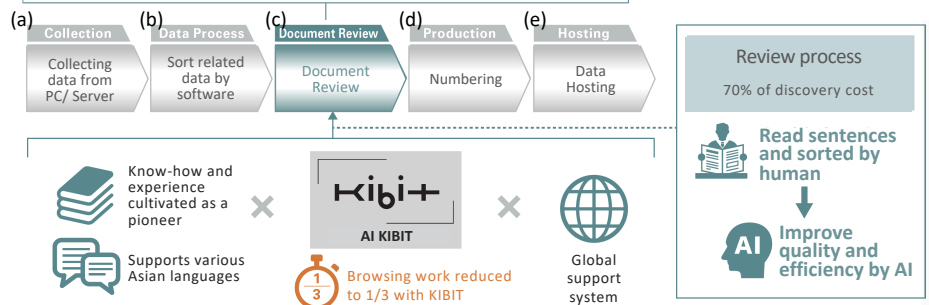 (a)
Collection
Collecting
data from
PC/ Server
(b)
Data Process
Sort related
data by
software
(c)
Document Review
Document
Review
(d)
Production
Numbering
(e)
Hosting
Data
Hosting
Know-how and
experience
cultivated as a
pioneer
Supports various
Asian languages
×
Kibit
AI KIBIT
1
3
Browsing work reduced
to 1/3 with KIBIT
×
Global
support
system
Review process
70% of discovery cost
Read sentences
and sorted by
human
AI
Improve
quality and
efficiency by AI